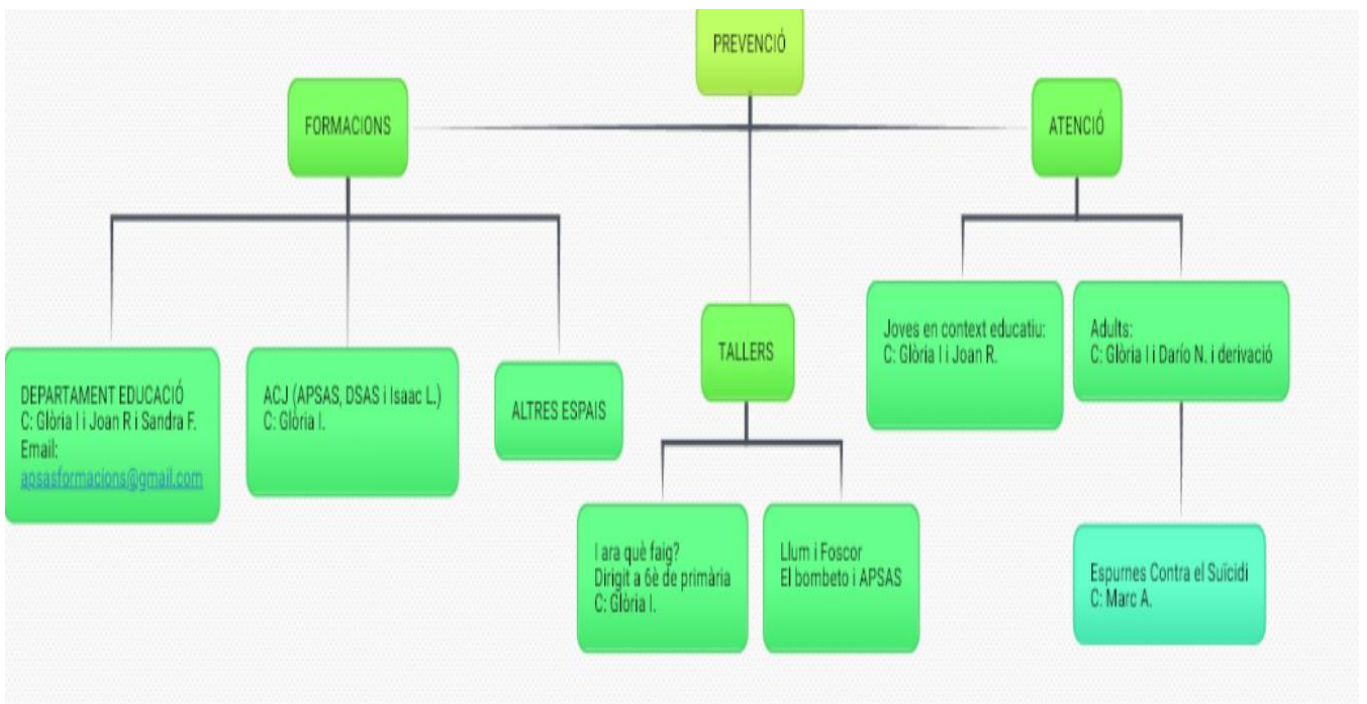 PREVENCIÓ
FORMACIONS
ATENCIÓ
DEPARTAMENT EDUCACIÓ
C: Glòria I i Joan R i Sandra F.
Email:
apsasformacions@gmail.com
ACJ (APSAS, DSAS i Isaac L.)
C: Glòria I.
ALTRES ESPAIS
TALLERS
Joves en context educatiu:
C: Glòria I i Joan R.
Adults:
C: Glòria I i Darío N. i derivació
I ara què faig?
Dirigit a 6è de primària
C: Glòria I.
Llum i Foscor
El bombeto i APSAS
Espurnes Contra el Suïcidi
C: Marc A.